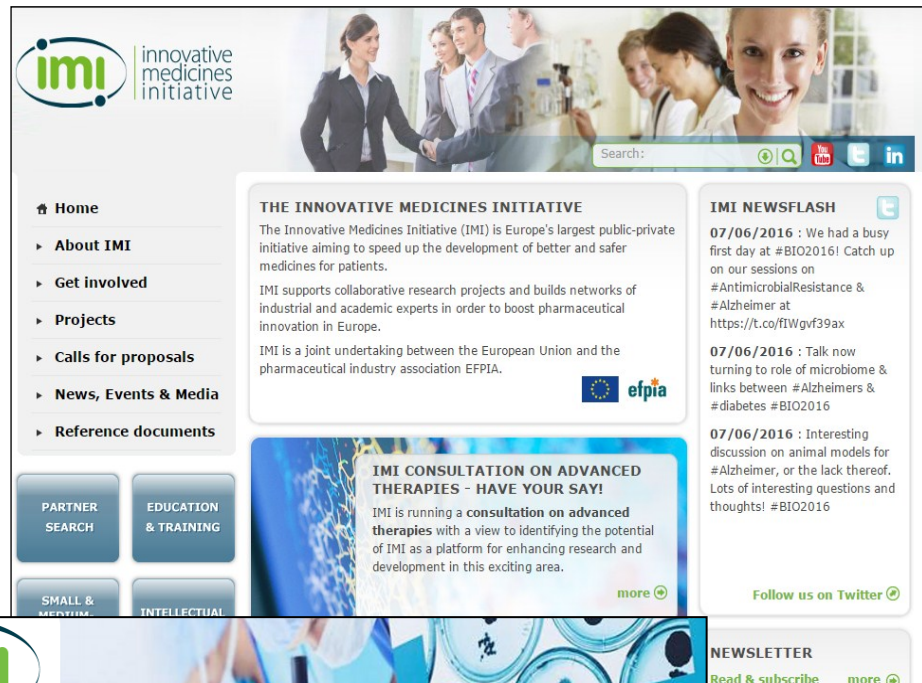 imi
innovative
medicines
initiative
Search:
You
Tube
in
Home
About IMI
Get involved
Projects
Calls for proposals
News, Events & Media
Reference documents
PARTNER
SEARCH
EDUCATION
& TRAINING
SMALL &
MEDIUM-
INTELLECTUAL
THE INNOVATIVE MEDICINES INITIATIVE
The Innovative Medicines Initiative (IMI) is Europe's largest public-private
initiative aiming to speed up the development of better and safer
medicines for patients.
IMI supports collaborative research projects and builds networks of
industrial and academic experts in order to boost pharmaceutical
innovation in Europe.
IMI is a joint undertaking between the European Union and the
pharmaceutical industry association EFPIA.
efpia
IMI CONSULTATION ON ADVANCED
THERAPIES - HAVE YOUR SAY!
IMI is running a consultation on advanced
therapies with a view to identifying the potential
of IMI as a platform for enhancing research and
development in this exciting area.
more
IMI NEWSFLASH
07/06/2016 : We had a busy
first day at #BIO2016! Catch up
on our sessions on
#AntimicrobialResistance &
#Alzheimer at
https://t.co/fIWgvf39ax
07/06/2016 : Talk now
turning to role of microbiome &
links between #Alzheimers &
#diabetes #BIO2016
07/06/2016 : Interesting
discussion on animal models for
#Alzheimer, or the lack thereof.
Lots of interesting questions and
thoughts! #BIO2016
Follow us on Twitter
NEWSLETTER
Read & subscribe more